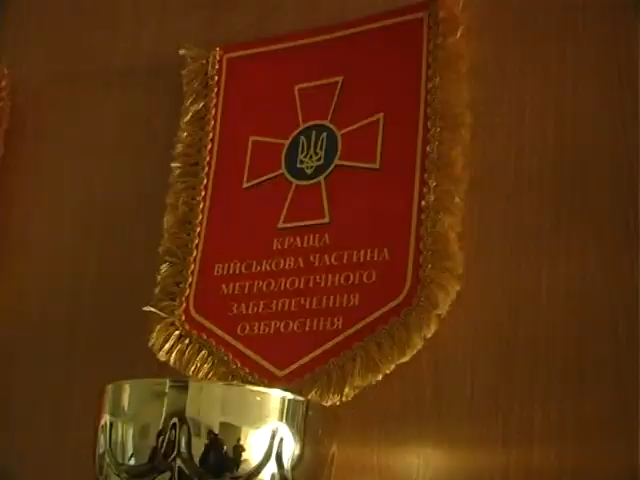 КРАЩА
ВІЙСЬКОВА ЧАСТИНА
МЕТРОЛОГІЧНОГО
ЗАБЕЗПЕЧЕННЯ
ОЗБРОЄННЯ